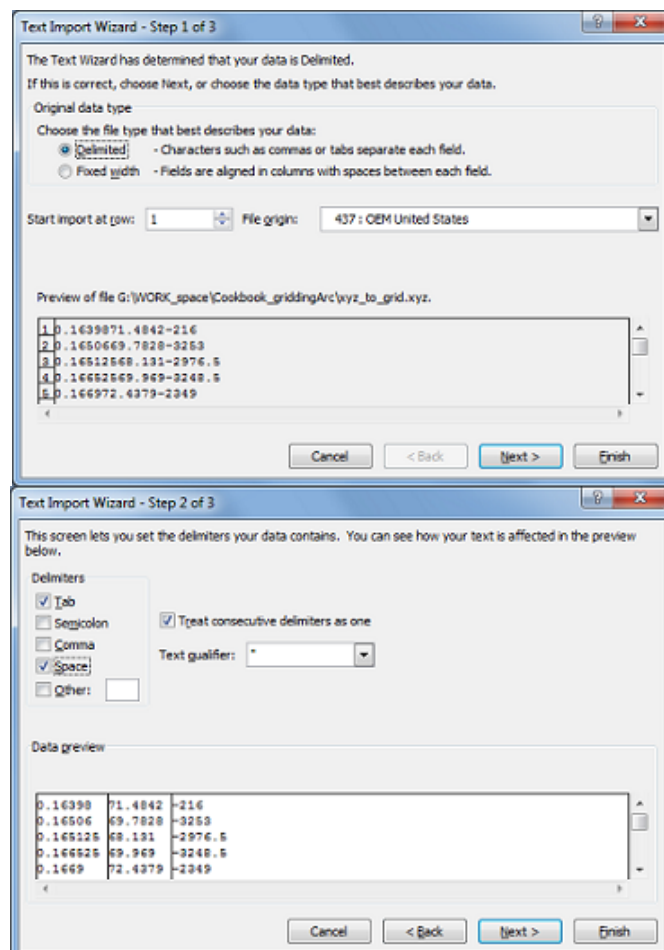 Text Import Wizard - Step 1 of 3
The Text Wizard has determined that your data is Delimited.
If this is correct, choose Next, or choose the data type that best describes your data.
Original data type
Choose the file type that best describes your data:
Delimited - Characters such as commas or tabs separate each field.
Fixed width - Fields are aligned in columns with spaces between each field.
Start import at row: 1 File origin: 437 : OEM United States
Preview of file G:\WORK_space\Cookbook_griddingArc\xyz_to_grid.xyz.
1 0.1639871.4842-216
2 0.1650669.7828-3253
3 0.16512568.131-2976.5
4 0.16652569.969-3248.5
5 0.166972.4379-2349
Cancel < Back Next > Finish
Text Import Wizard - Step 2 of 3
This screen lets you set the delimiters your data contains. You can see how your text is affected in the preview
below.
Delimiters
Tab
Semicolon
Comma
Space
Other:
Treat consecutive delimiters as one
Text qualifier: "
Data preview
0.16398 71.4842 -216
0.16506 69.7828 -3253
0.165125 68.131 -2976.5
0.166525 69.969 -3248.5
0.1669 72.4379 -2349
Cancel < Back Next > Finish